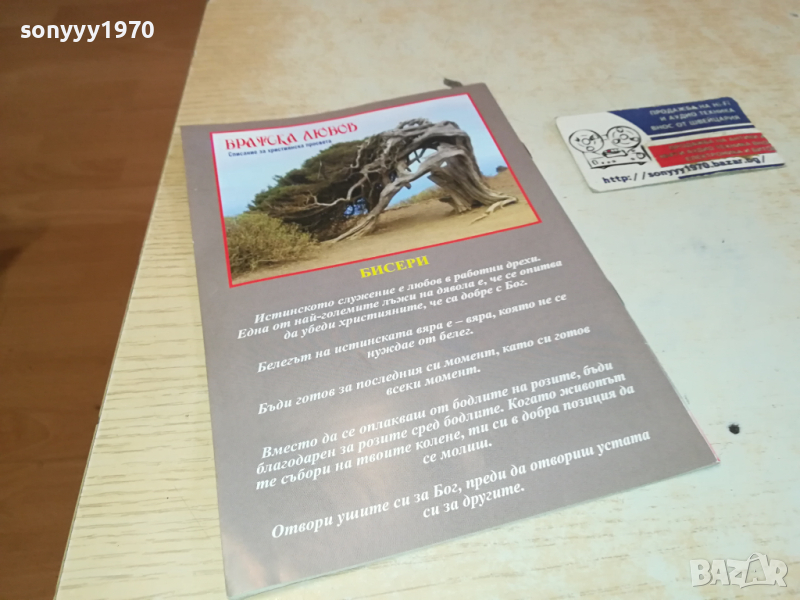 sonyyy1970
БРАТСКА ЛЮБОВ
Списание за християнска просвета
БИСЕРИ
Истинското служение е любов в работни дрехи.
Една от най-големите лъжи на дявола е, че се опитва
да убеди християните, че са добре с Бог.
Белегът на истинската вяра е – вяра, която не се
нуждае от белег.
Бъди готов за последния си момент, като си готов
всеки момент.
Вместо да се оплакваш от бодлите на розите, бъди
благодарен за розите сред бодлите. Когато животът
те събори на твоите колене, ти си в добра позиция да
се молиш.
Отвори ушите си за Бог, преди да отвориш устата
си за другите.
ПРОДАЖБА НА Hi-Fi
И АУДИО ТЕХНИКА
ВНОС ОТ ШВЕЙЦАРИЯ
http://sonyyy1970.bazar.bg/
BAZAR